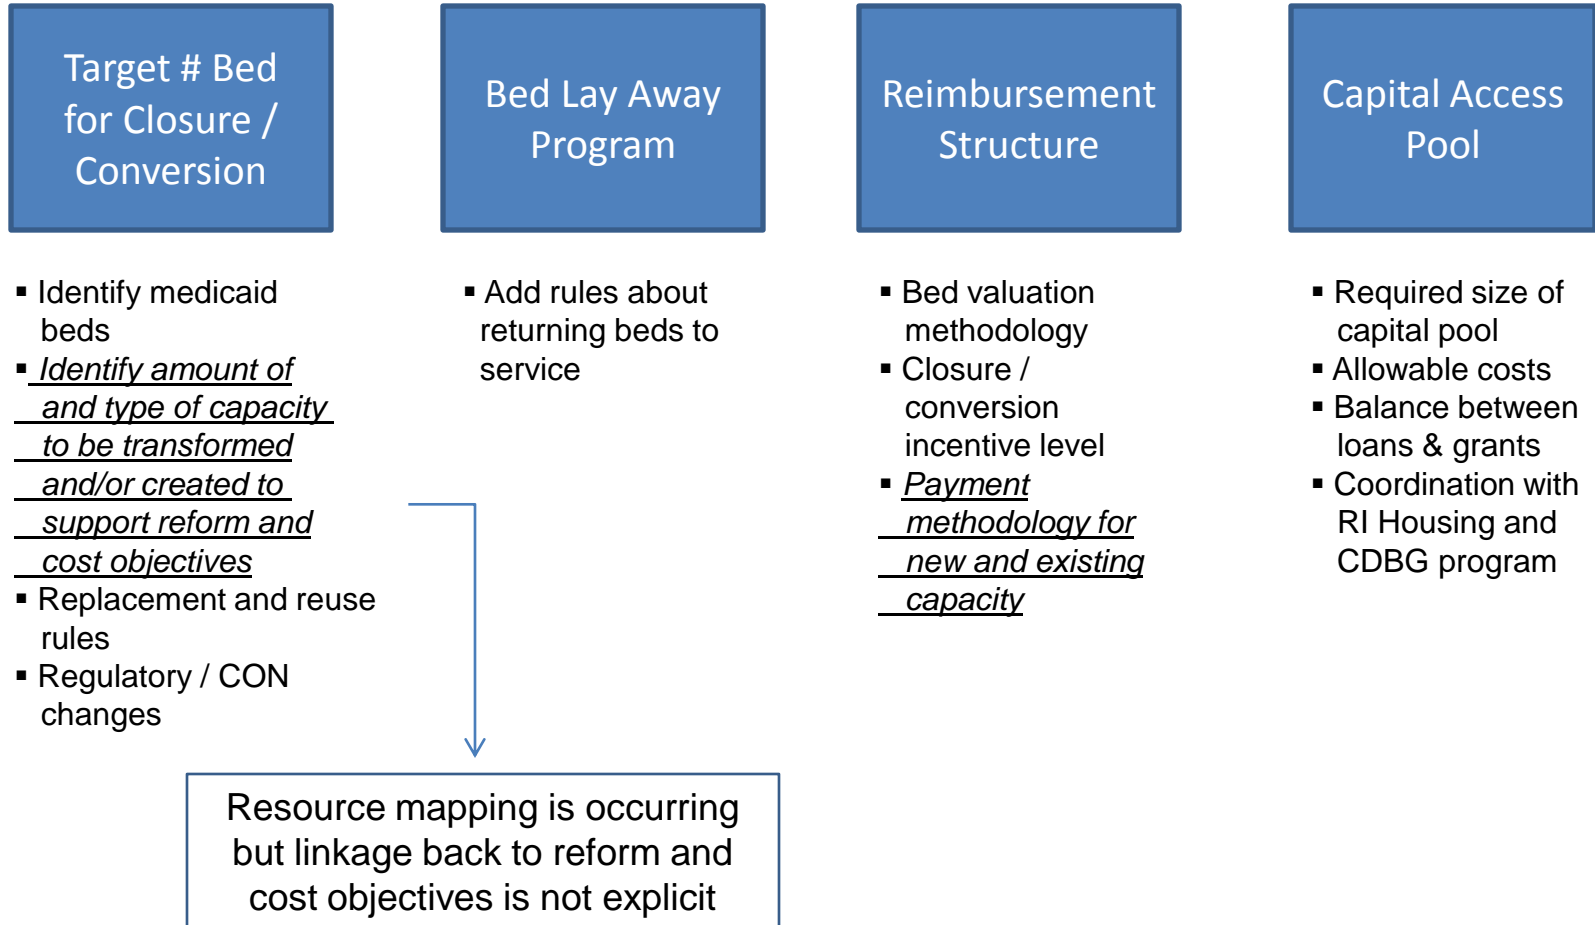 Target # Bed
for Closure /
Conversion
Bed Lay Away
Program
Reimbursement
Structure
Capital Access
Pool
▪ Identify medicaid
beds
▪ Identify amount of
and type of capacity
to be transformed
and/or created to
support reform and
cost objectives
▪ Replacement and reuse
rules
▪ Regulatory / CON
changes
▪ Add rules about
returning beds to
service
▪ Bed valuation
methodology
▪ Closure /
conversion
incentive level
▪ Payment
methodology for
new and existing
capacity
▪ Required size of
capital pool
▪ Allowable costs
▪ Balance between
loans & grants
▪ Coordination with
RI Housing and
CDBG program
Resource mapping is occurring
but linkage back to reform and
cost objectives is not explicit